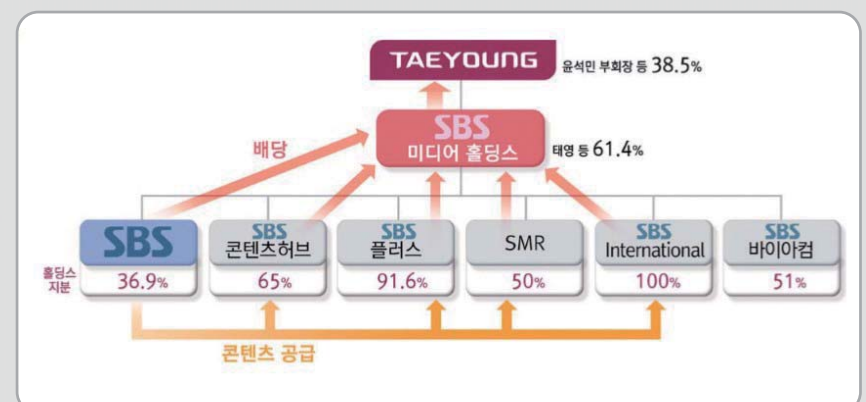 TAEYOUNG
윤석민 부회장 등 38.5%
SBS
미디어 홀딩스
태영 등 61.4%
배당
SBS
SBS
콘텐츠허브
SBS
플러스
SMR
SBS
International
SBS
바이아컴
홀딩스
지분
36.9%
65%
91.6%
50%
100%
51%
콘텐츠 공급